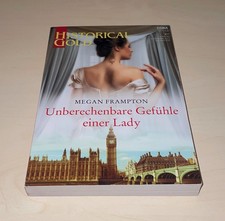 HISTORICAL
GOLD
MEGAN FRAMPTON
Unberechenbare Gefühle
einer Lady